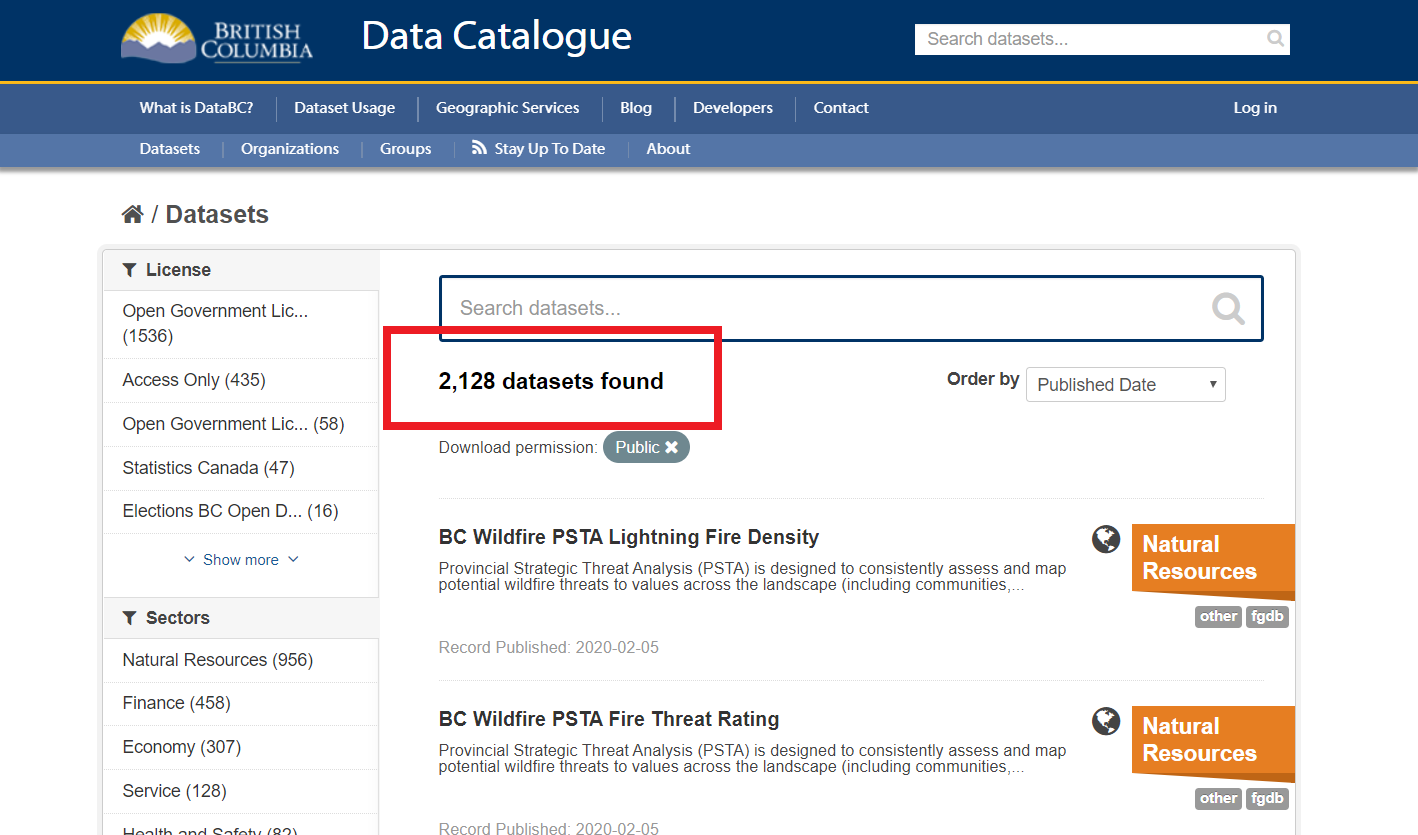 BRITISH
COLUMBIA
Data Catalogue
Search datasets...
What is DataBC?
Dataset Usage
Geographic Services
Blog
Developers
Contact
Log in
Datasets
Organizations
Groups
Stay Up To Date
About
/ Datasets
License
Open Government Lic...
(1536)
Access Only (435)
Open Government Lic... (58)
Statistics Canada (47)
Elections BC Open D... (16)
Show more
Sectors
Natural Resources (956)
Finance (458)
Economy (307)
Service (128)
Health and Safety (82)
Search datasets...
2,128 datasets found
Order by
Published Date
Download permission:
Public
BC Wildfire PSTA Lightning Fire Density
Provincial Strategic Threat Analysis (PSTA) is designed to consistently assess and map
potential wildfire threats to values across the landscape (including communities,...
Record Published: 2020-02-05
Natural
Resources
other
fgdb
BC Wildfire PSTA Fire Threat Rating
Provincial Strategic Threat Analysis (PSTA) is designed to consistently assess and map
potential wildfire threats to values across the landscape (including communities,...
Record Published: 2020-02-05
Natural
Resources
other
fgdb